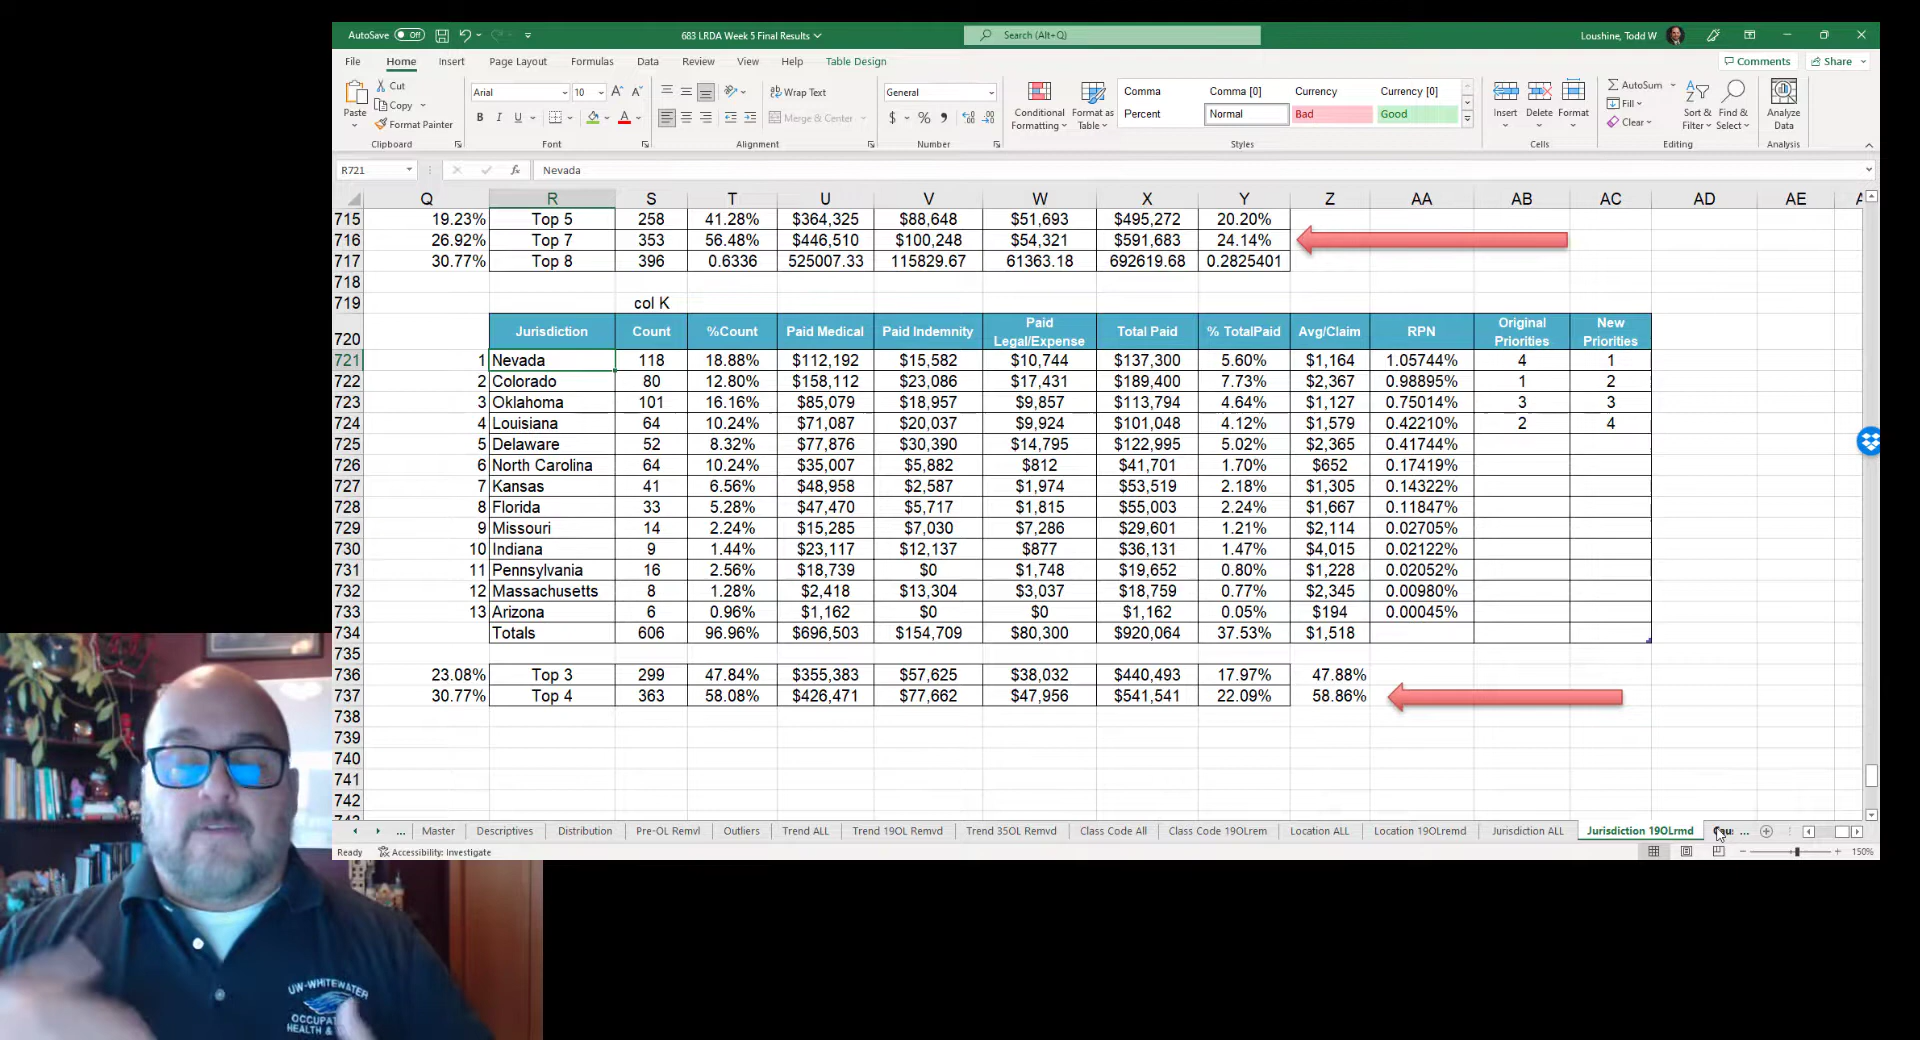 AutoSave Off 683 LRDA Week 5 Final Results Search (Alt+Q) Loushine, Todd W
File Home Insert Page Layout Formulas Data Review View Help Table Design Comments Share
Paste Cut Copy Format Painter Clipboard
Arial 10 B I U Font
Wrap Text Merge & Center Alignment
General $ % Number
Conditional Formatting Format as Table
Comma Comma [0] Currency Currency [0]
Percent Normal Bad Good
Styles
Insert Delete Format Cells
AutoSum Fill Clear Sort & Filter Find & Select Editing
Analyze Data Analysis
R721 fx Nevada
Q R S T U V W X Y Z AA AB AC AD AE
715 19.23% Top 5 258 41.28% $364,325 $88,648 $51,693 $495,272 20.20%
716 26.92% Top 7 353 56.48% $446,510 $100,248 $54,321 $591,683 24.14%
717 30.77% Top 8 396 0.6336 525007.33 115829.67 61363.18 692619.68 0.2825401
718
719 col K
720 Jurisdiction Count %Count Paid Medical Paid Indemnity Paid Legal/Expense Total Paid % TotalPaid Avg/Claim RPN Original Priorities New Priorities
721 1 Nevada 118 18.88% $112,192 $15,582 $10,744 $137,300 5.60% $1,164 1.05744% 4 1
722 2 Colorado 80 12.80% $158,112 $23,086 $17,431 $189,400 7.73% $2,367 0.98895% 1 2
723 3 Oklahoma 101 16.16% $85,079 $18,957 $9,857 $113,794 4.64% $1,127 0.75014% 3 3
724 4 Louisiana 64 10.24% $71,087 $20,037 $9,924 $101,048 4.12% $1,579 0.42210% 2 4
725 5 Delaware 52 8.32% $77,876 $30,390 $14,795 $122,995 5.02% $2,365 0.41744%
726 6 North Carolina 64 10.24% $35,007 $5,882 $812 $41,701 1.70% $652 0.17419%
727 7 Kansas 41 6.56% $48,958 $2,587 $1,974 $53,519 2.18% $1,305 0.14322%
728 8 Florida 33 5.28% $47,470 $5,717 $1,815 $55,003 2.24% $1,667 0.11847%
729 9 Missouri 14 2.24% $15,285 $7,030 $7,286 $29,601 1.21% $2,114 0.02705%
730 10 Indiana 9 1.44% $23,117 $12,137 $877 $36,131 1.47% $4,015 0.02122%
731 11 Pennsylvania 16 2.56% $18,739 $0 $1,748 $19,652 0.80% $1,228 0.02052%
732 12 Massachusetts 8 1.28% $2,418 $13,304 $3,037 $18,759 0.77% $2,345 0.00980%
733 13 Arizona 6 0.96% $1,162 $0 $0 $1,162 0.05% $194 0.00045%
734 Totals 606 96.96% $696,503 $154,709 $80,300 $920,064 37.53% $1,518
735
736 23.08% Top 3 299 47.84% $355,383 $57,625 $38,032 $440,493 17.97% 47.88%
737 30.77% Top 4 363 58.08% $426,471 $77,662 $47,956 $541,541 22.09% 58.86%
738
739
740
741
742
... Master Descriptives Distribution Pre-OL Remvl Outliers Trend ALL Trend 19OL Remvd Trend 35OL Remvd Class Code All Class Code 19OLrem Location ALL Location 19OLremd Jurisdiction ALL Jurisdiction 19OLrmd ...
Ready Accessibility: Investigate 150%
UW-WHITEWATER
HEALTH &